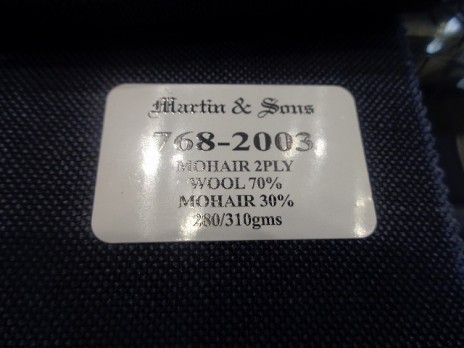 Martin & Sons
768-2003
MOHAIR 2PLY
WOOL 70%
MOHAIR 30%
280/310gms